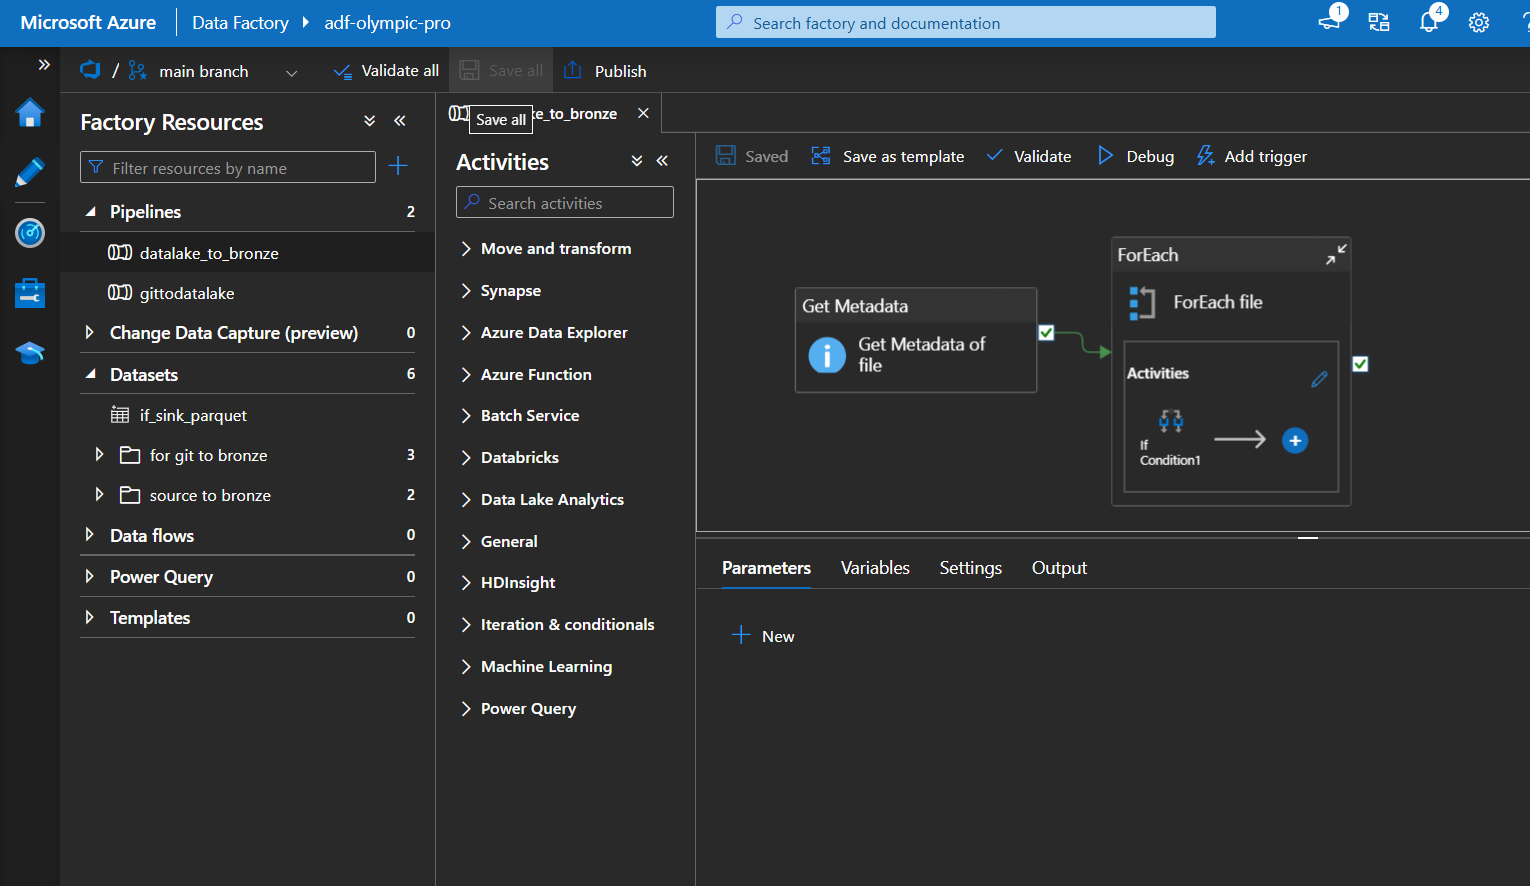 Microsoft Azure
Data Factory
adf-olympic-pro
Search factory and documentation
1
4
/ main branch
Validate all
Save all
Publish
Factory Resources
Filter resources by name
Pipelines 2
datalake_to_bronze
gittodatalake
Change Data Capture (preview) 0
Datasets 6
if_sink_parquet
for git to bronze 3
source to bronze 2
Data flows 0
Power Query 0
Templates 0
Save all
e_to_bronze
Activities
Search activities
Move and transform
Synapse
Azure Data Explorer
Azure Function
Batch Service
Databricks
Data Lake Analytics
General
HDInsight
Iteration & conditionals
Machine Learning
Power Query
Saved
Save as template
Validate
Debug
Add trigger
Get Metadata
Get Metadata of
file
ForEach
ForEach file
Activities
If
Condition1
Parameters
Variables
Settings
Output
New